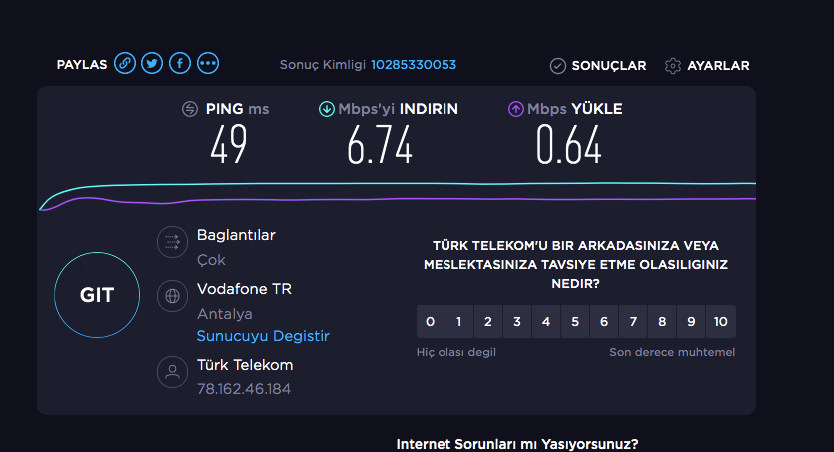 PAYLAS
Sonuç Kimligi 10285330053
SONUÇLAR
AYARLAR
PING ms
49
Mbps'yi INDIRIN
6.74
Mbps YÜKLE
0.64
GIT
Baglantılar
Çok
Vodafone TR
Antalya
Sunucuyu Degistir
Türk Telekom
78.162.46.184
TÜRK TELEKOM'U BIR ARKADASINIZA VEYA
MESLEKTASINIZA TAVSIYE ETME OLASILIGINIZ
NEDIR?
0 1 2 3 4 5 6 7 8 9 10
Hiç olası degil
Son derece muhtemel
Internet Sorunları mı Yasıyorsunuz?